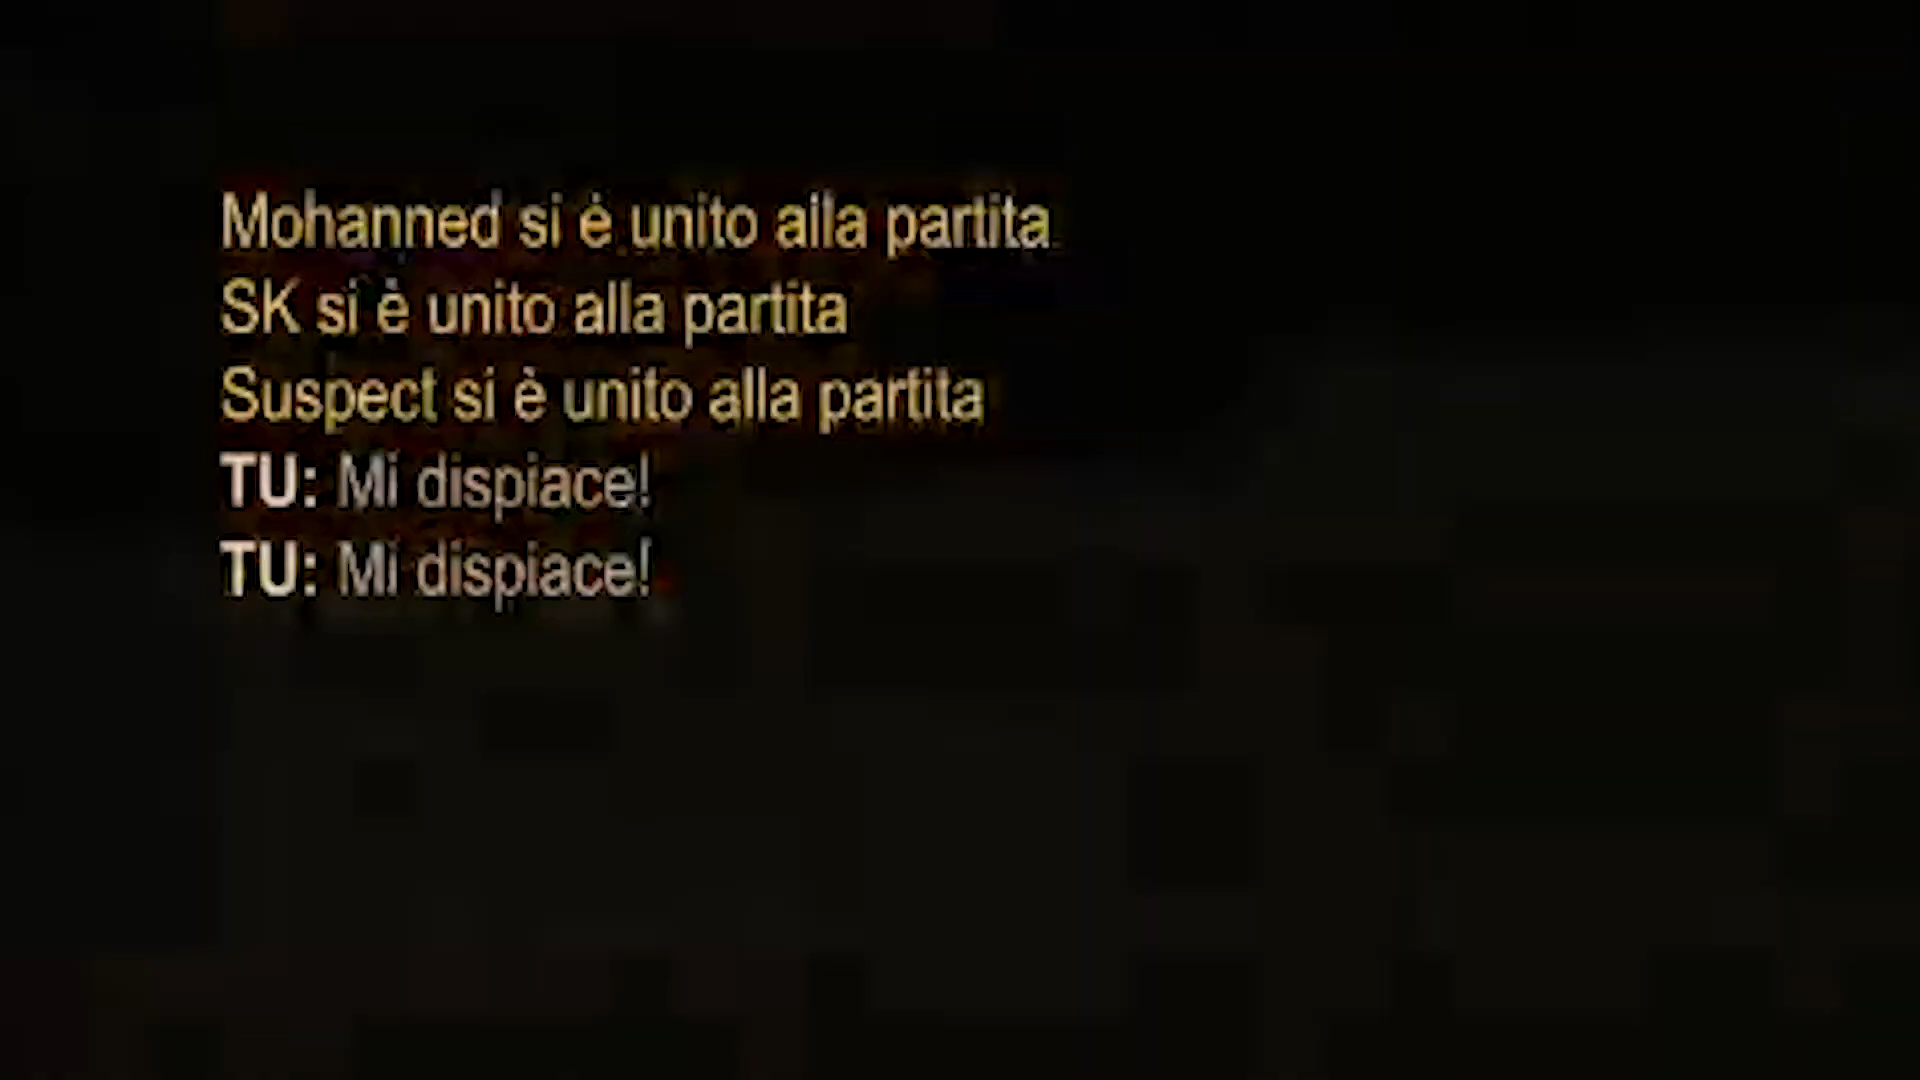 Mohanned si è unito alla partita
SK si è unito alla partita
Suspect si è unito alla partita
TU: Mi dispiace!
TU: Mi dispiace!